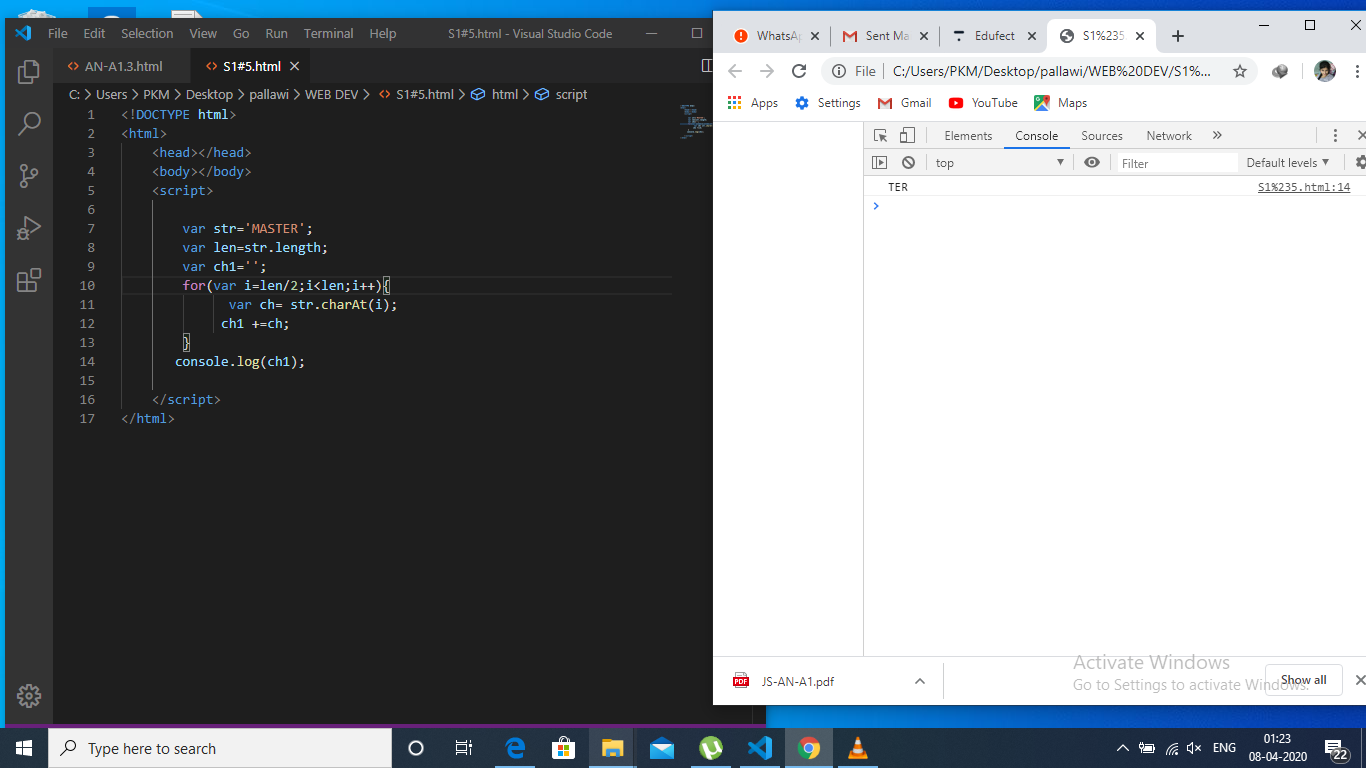 File Edit Selection View Go Run Terminal Help S1#5.html - Visual Studio Code
AN-A1.3.html S1#5.html
C: > Users > PKM > Desktop > pallawi > WEB DEV > S1#5.html > html > script
1 <!DOCTYPE html>
2 <html>
3 <head></head>
4 <body></body>
5 <script>
6
7 var str='MASTER';
8 var len=str.length;
9 var ch1='';
10 for(var i=len/2;i<len;i++){
11 var ch= str.charAt(i);
12 ch1 +=ch;
13 }
14 console.log(ch1);
15
16 </script>
17 </html>
WhatsAp Sent Ma Edufect S1%235.
File C:/Users/PKM/Desktop/pallawi/WEB%20DEV/S1%...
Apps Settings Gmail YouTube Maps
Elements Console Sources Network »
top Filter Default levels
TER S1%235.html:14
>
Activate Windows
Go to Settings to activate Windows.
JS-AN-A1.pdf Show all
PDF
Type here to search
ENG 01:23
08-04-2020 22